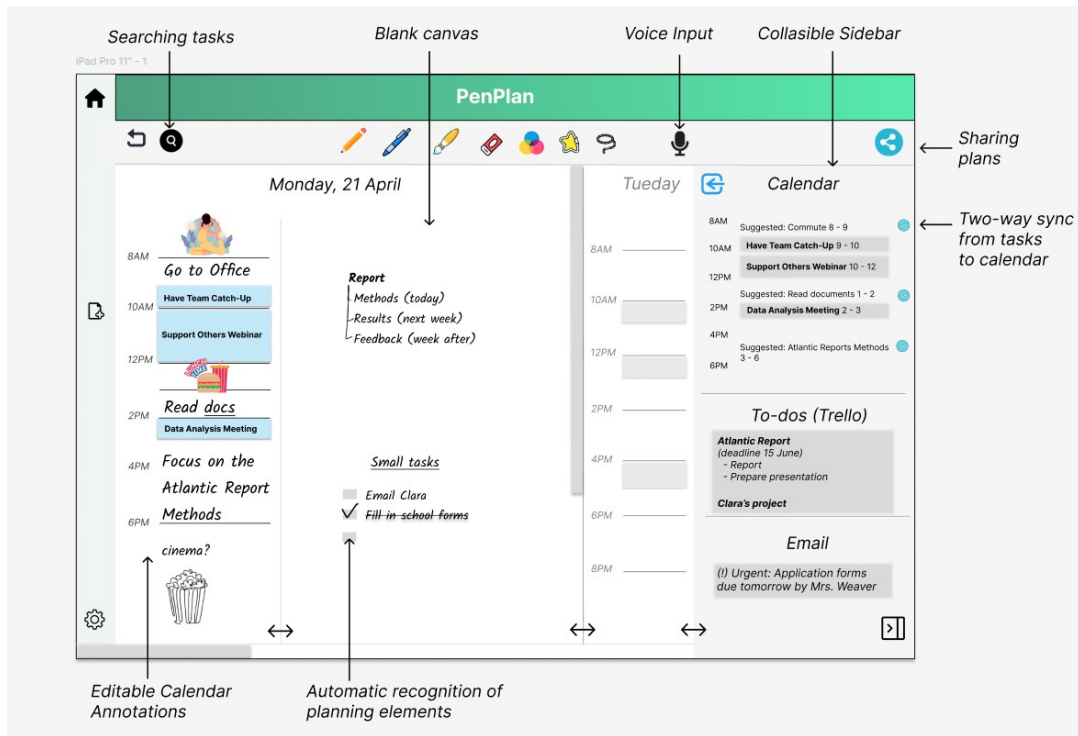 Searching tasks
Blank canvas
Voice Input
Collasible Sidebar
iPad Pro 11" - 1
PenPlan
Sharing
plans
Monday, 21 April
Tueday
Calendar
Two-way sync
from tasks
to calendar
8AM
Go to Office
Have Team Catch-Up
10AM
Support Others Webinar
12PM
LUNCH
TIME
Read docs
2PM
Data Analysis Meeting
4PM
Focus on the
Atlantic Report
Methods
6PM
cinema?
Report
Methods (today)
Results (next week)
Feedback (week after)
Small tasks
Email Clara
Fill in school forms
8AM
10AM
12PM
2PM
4PM
6PM
8PM
8AM
Suggested: Commute 8 - 9
10AM
Have Team Catch-Up 9 - 10
Support Others Webinar 10 - 12
12PM
Suggested: Read documents 1 - 2
2PM
Data Analysis Meeting 2 - 3
4PM
Suggested: Atlantic Reports Methods
3 - 6
6PM
To-dos (Trello)
Atlantic Report
(deadline 15 June)
- Report
- Prepare presentation
Clara's project
Email
(!) Urgent: Application forms
due tomorrow by Mrs. Weaver
Editable Calendar
Annotations
Automatic recognition of
planning elements